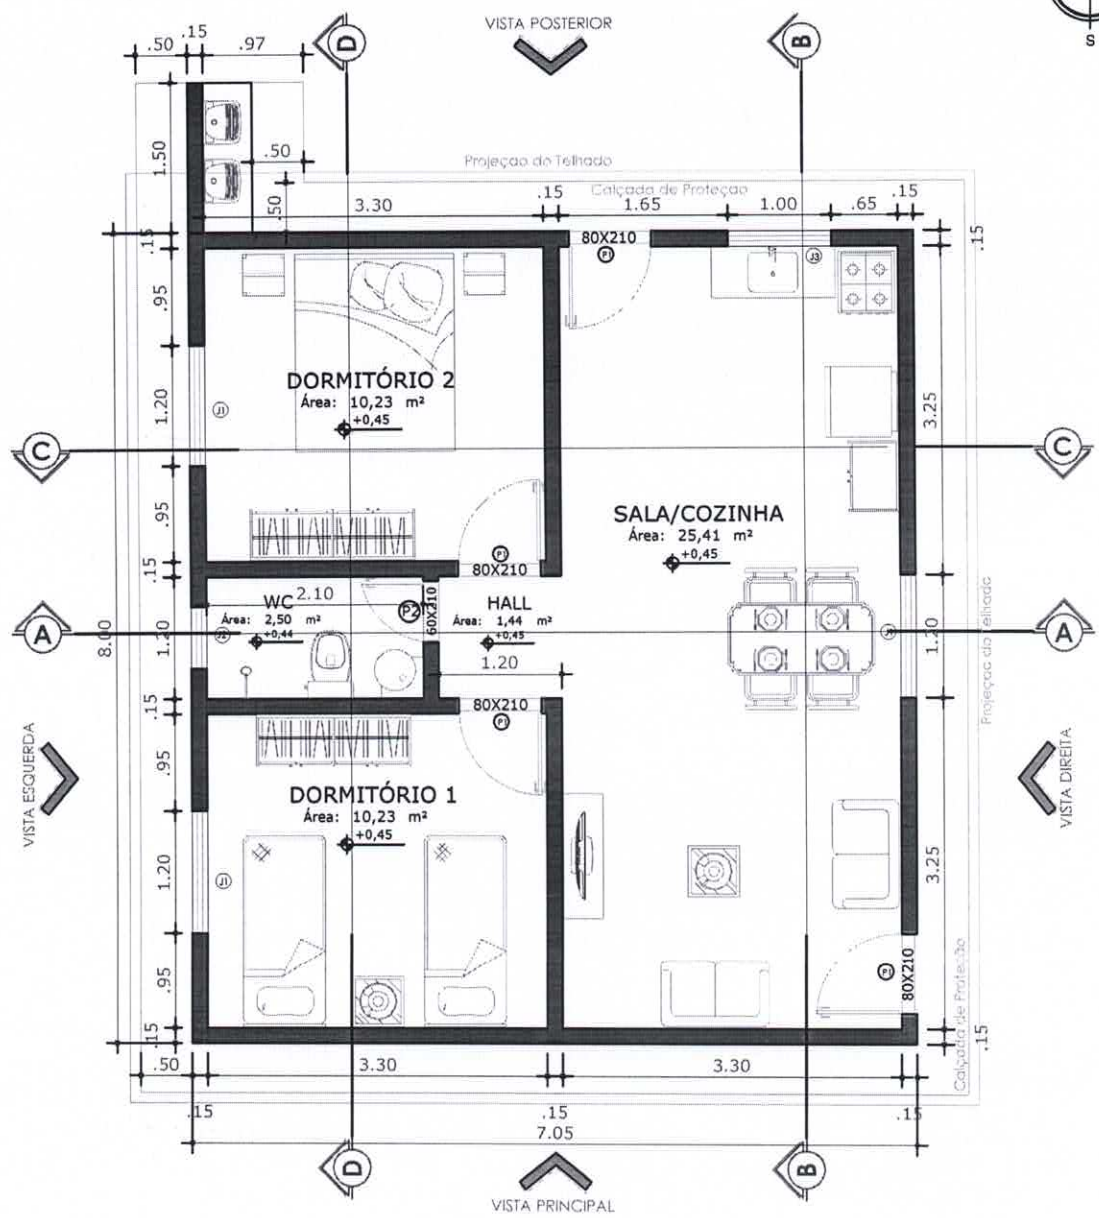 VISTA POSTERIOR
S
.50
.15
.97
D
B
1.50
.50
.50
Projeçao do Telhado
Calçada de Proteção
3.30
.15
1.65
1.00
.65
.15
.15
80X210
P1
J3
.15
.95
1.20
.95
J1
DORMITÓRIO 2
Área: 10,23 m²
+0,45
C
C
3.25
SALA/COZINHA
Área: 25,41 m²
+0,45
P1
80X210
.15
2.10
WC
Área: 2,50 m²
+0,44
P2
60X210
HALL
Área: 1,44 m²
+0,45
1.20
A
8.00
1.20
J2
1.20
A
Projeção do Telhado
.15
80X210
P1
VISTA ESQUERDA
.95
1.20
.95
J1
DORMITÓRIO 1
Área: 10,23 m²
+0,45
VISTA DIREITA
3.25
P1
80X210
Calçada de Proteção
.15
.15
.50
3.30
3.30
.15
.15
.15
7.05
D
B
VISTA PRINCIPAL